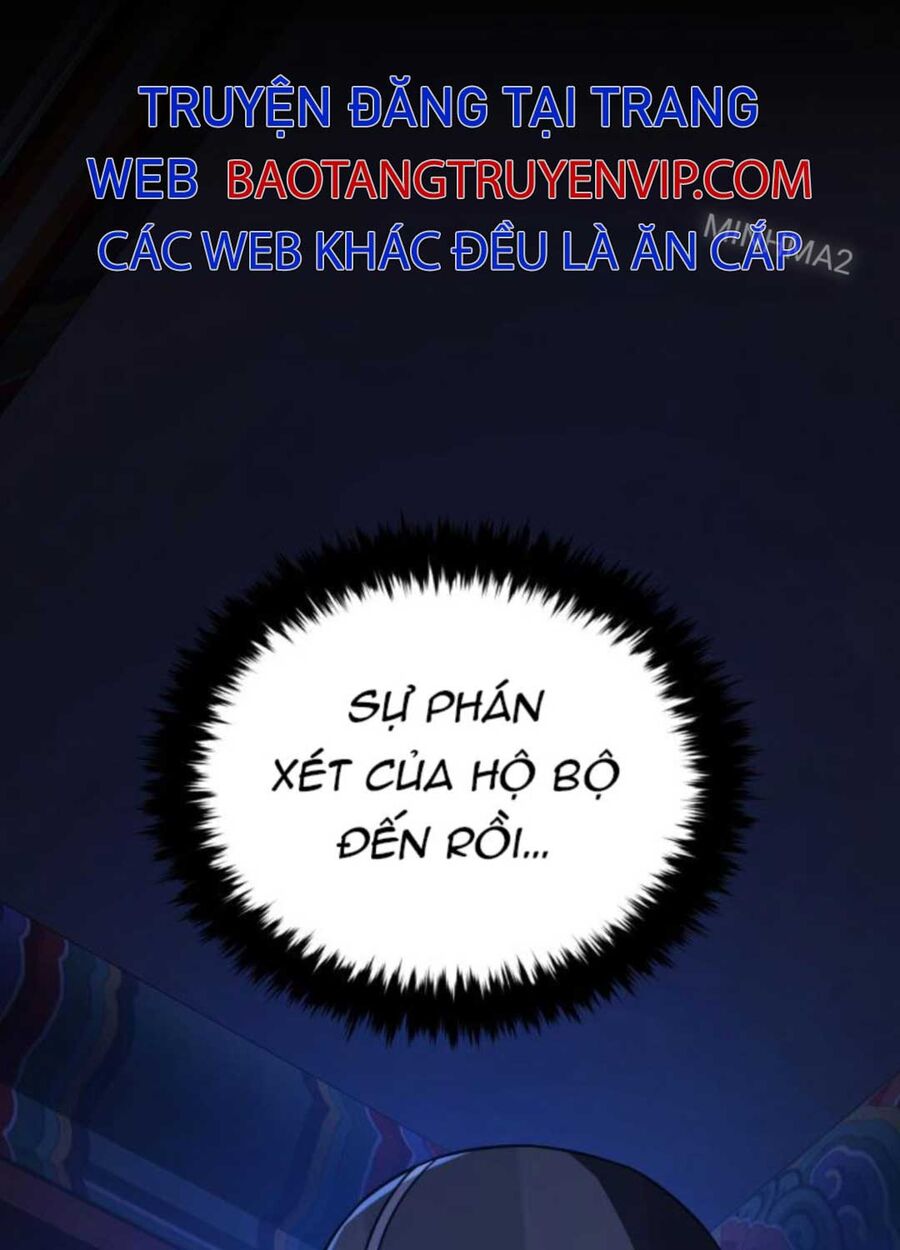 TRUYỆN ĐĂNG TẠI TRANG
WEB BAOTANGTRUYENVIP.COM
CÁC WEB KHÁC ĐỀU LÀ ĂN CẮP
MINHMA2
SỰ PHÁN
XÉT CỦA HỘ BỘ
ĐẾN RỒI...